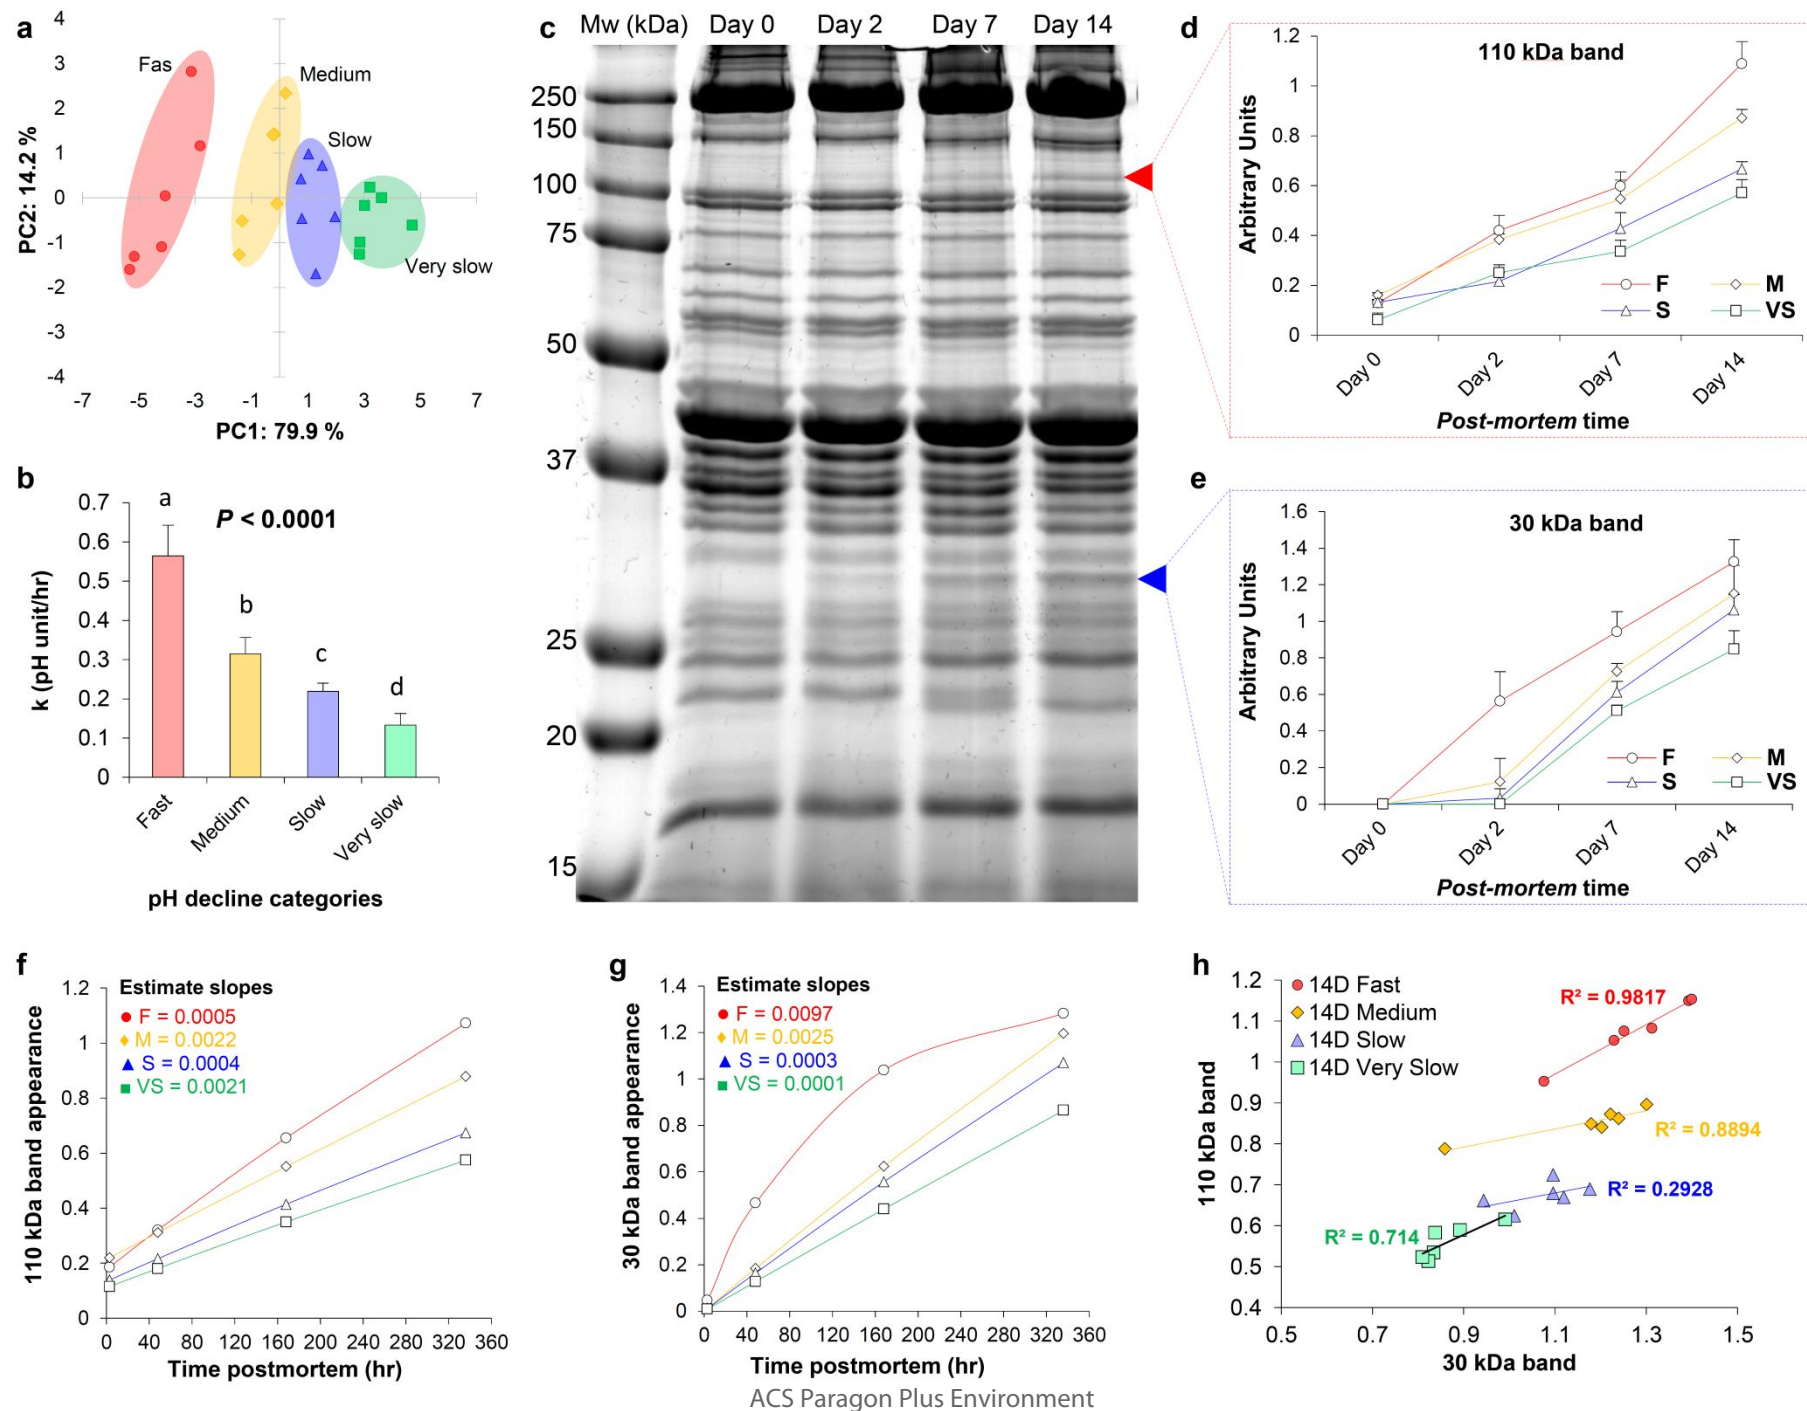 a
4
3
2
1
0
-1
-2
-3
-4
-7 -5 -3 -1 1 3 5 7
PC2: 14.2 %
PC1: 79.9 %
Fas
Medium
Slow
Very slow
b
0.7
0.6
0.5
0.4
0.3
0.2
0.1
0
k (pH unit/hr)
P < 0.0001
a
b
c
d
Fast
Medium
Slow
Very slow
pH decline categories
c
Mw (kDa) Day 0 Day 2 Day 7 Day 14
250
150
100
75
50
37
25
20
15
d
110 kDa band
1.2
1
0.8
0.6
0.4
0.2
0
Arbitrary Units
F M
S VS
Day 0
Day 2
Day 7
Day 14
Post-mortem time
e
30 kDa band
1.6
1.4
1.2
1
0.8
0.6
0.4
0.2
0
Arbitrary Units
F M
S VS
Day 0
Day 2
Day 7
Day 14
Post-mortem time
f
1.2
1
0.8
0.6
0.4
0.2
0
110 kDa band appearance
Estimate slopes
F = 0.0005
M = 0.0022
S = 0.0004
VS = 0.0021
0 40 80 120 160 200 240 280 320 360
Time postmortem (hr)
g
1.4
1.2
1
0.8
0.6
0.4
0.2
0
30 kDa band appearance
Estimate slopes
F = 0.0097
M = 0.0025
S = 0.0003
VS = 0.0001
0 40 80 120 160 200 240 280 320 360
Time postmortem (hr)
h
1.2
1.1
1
0.9
0.8
0.7
0.6
0.5
0.4
110 kDa band
14D Fast
14D Medium
14D Slow
14D Very Slow
R² = 0.9817
R² = 0.8894
R² = 0.2928
R² = 0.714
0.5 0.7 0.9 1.1 1.3 1.5
30 kDa band
ACS Paragon Plus Environment